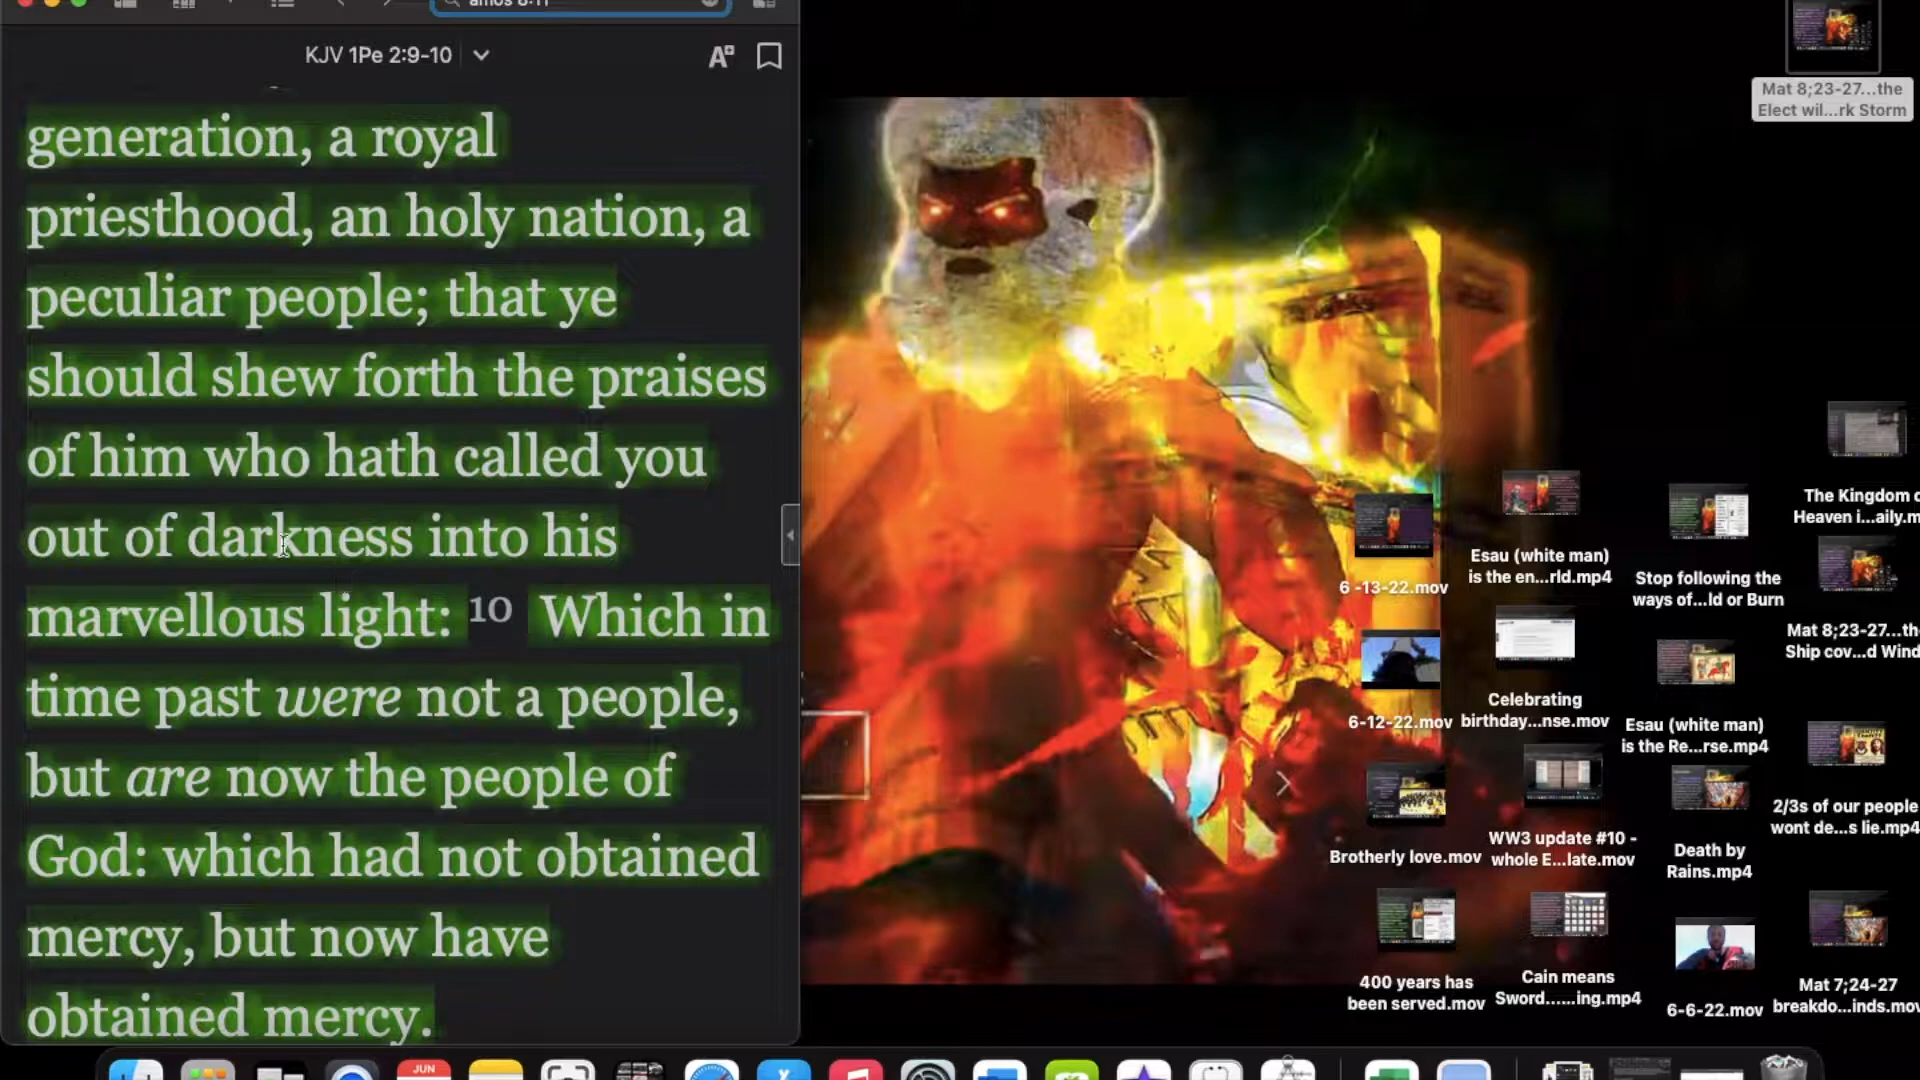 amos 8:11
KJV 1Pe 2:9-10
generation, a royal
priesthood, an holy nation, a
peculiar people; that ye
should shew forth the praises
of him who hath called you
out of darkness into his
marvellous light: 10 Which in
time past were not a people,
but are now the people of
God: which had not obtained
mercy, but now have
obtained mercy.
Mat 8;23-27...the
Elect wil...rk Storm
The Kingdom o
Heaven i...aily.m
Esau (white man)
is the en...rld.mp4
6 -13-22.mov
Stop following the
ways of...ld or Burn
Mat 8;23-27...th
Ship cov...d Wind
Celebrating
birthday...nse.mov
6-12-22.mov
Esau (white man)
is the Re...rse.mp4
2/3s of our people
wont de...s lie.mp4
WW3 update #10 -
whole E...late.mov
Brotherly love.mov
Death by
Rains.mp4
400 years has
been served.mov
Cain means
Sword......ing.mp4
6-6-22.mov
Mat 7;24-27
breakdo...inds.mov
JUN